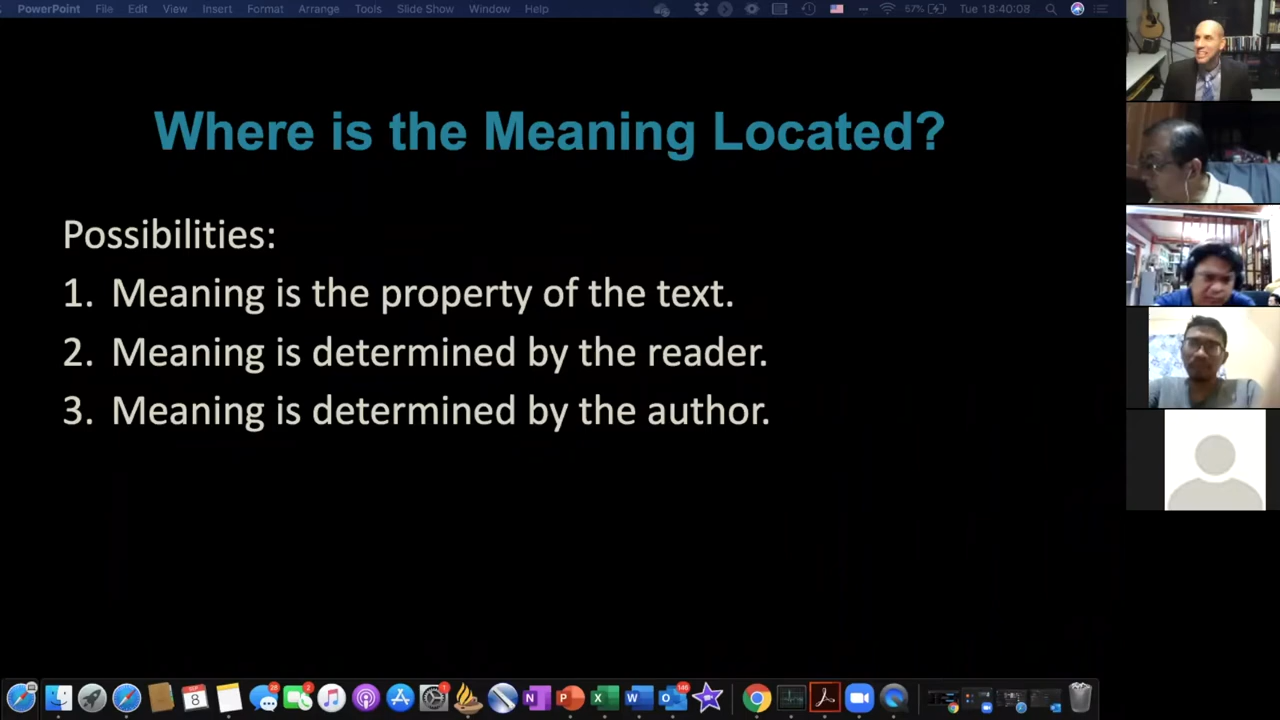 PowerPoint File Edit View Insert Format Arrange Tools Slide Show Window Help 57% Tue 18:40:08
Where is the Meaning Located?
Possibilities:
1. Meaning is the property of the text.
2. Meaning is determined by the reader.
3. Meaning is determined by the author.
8